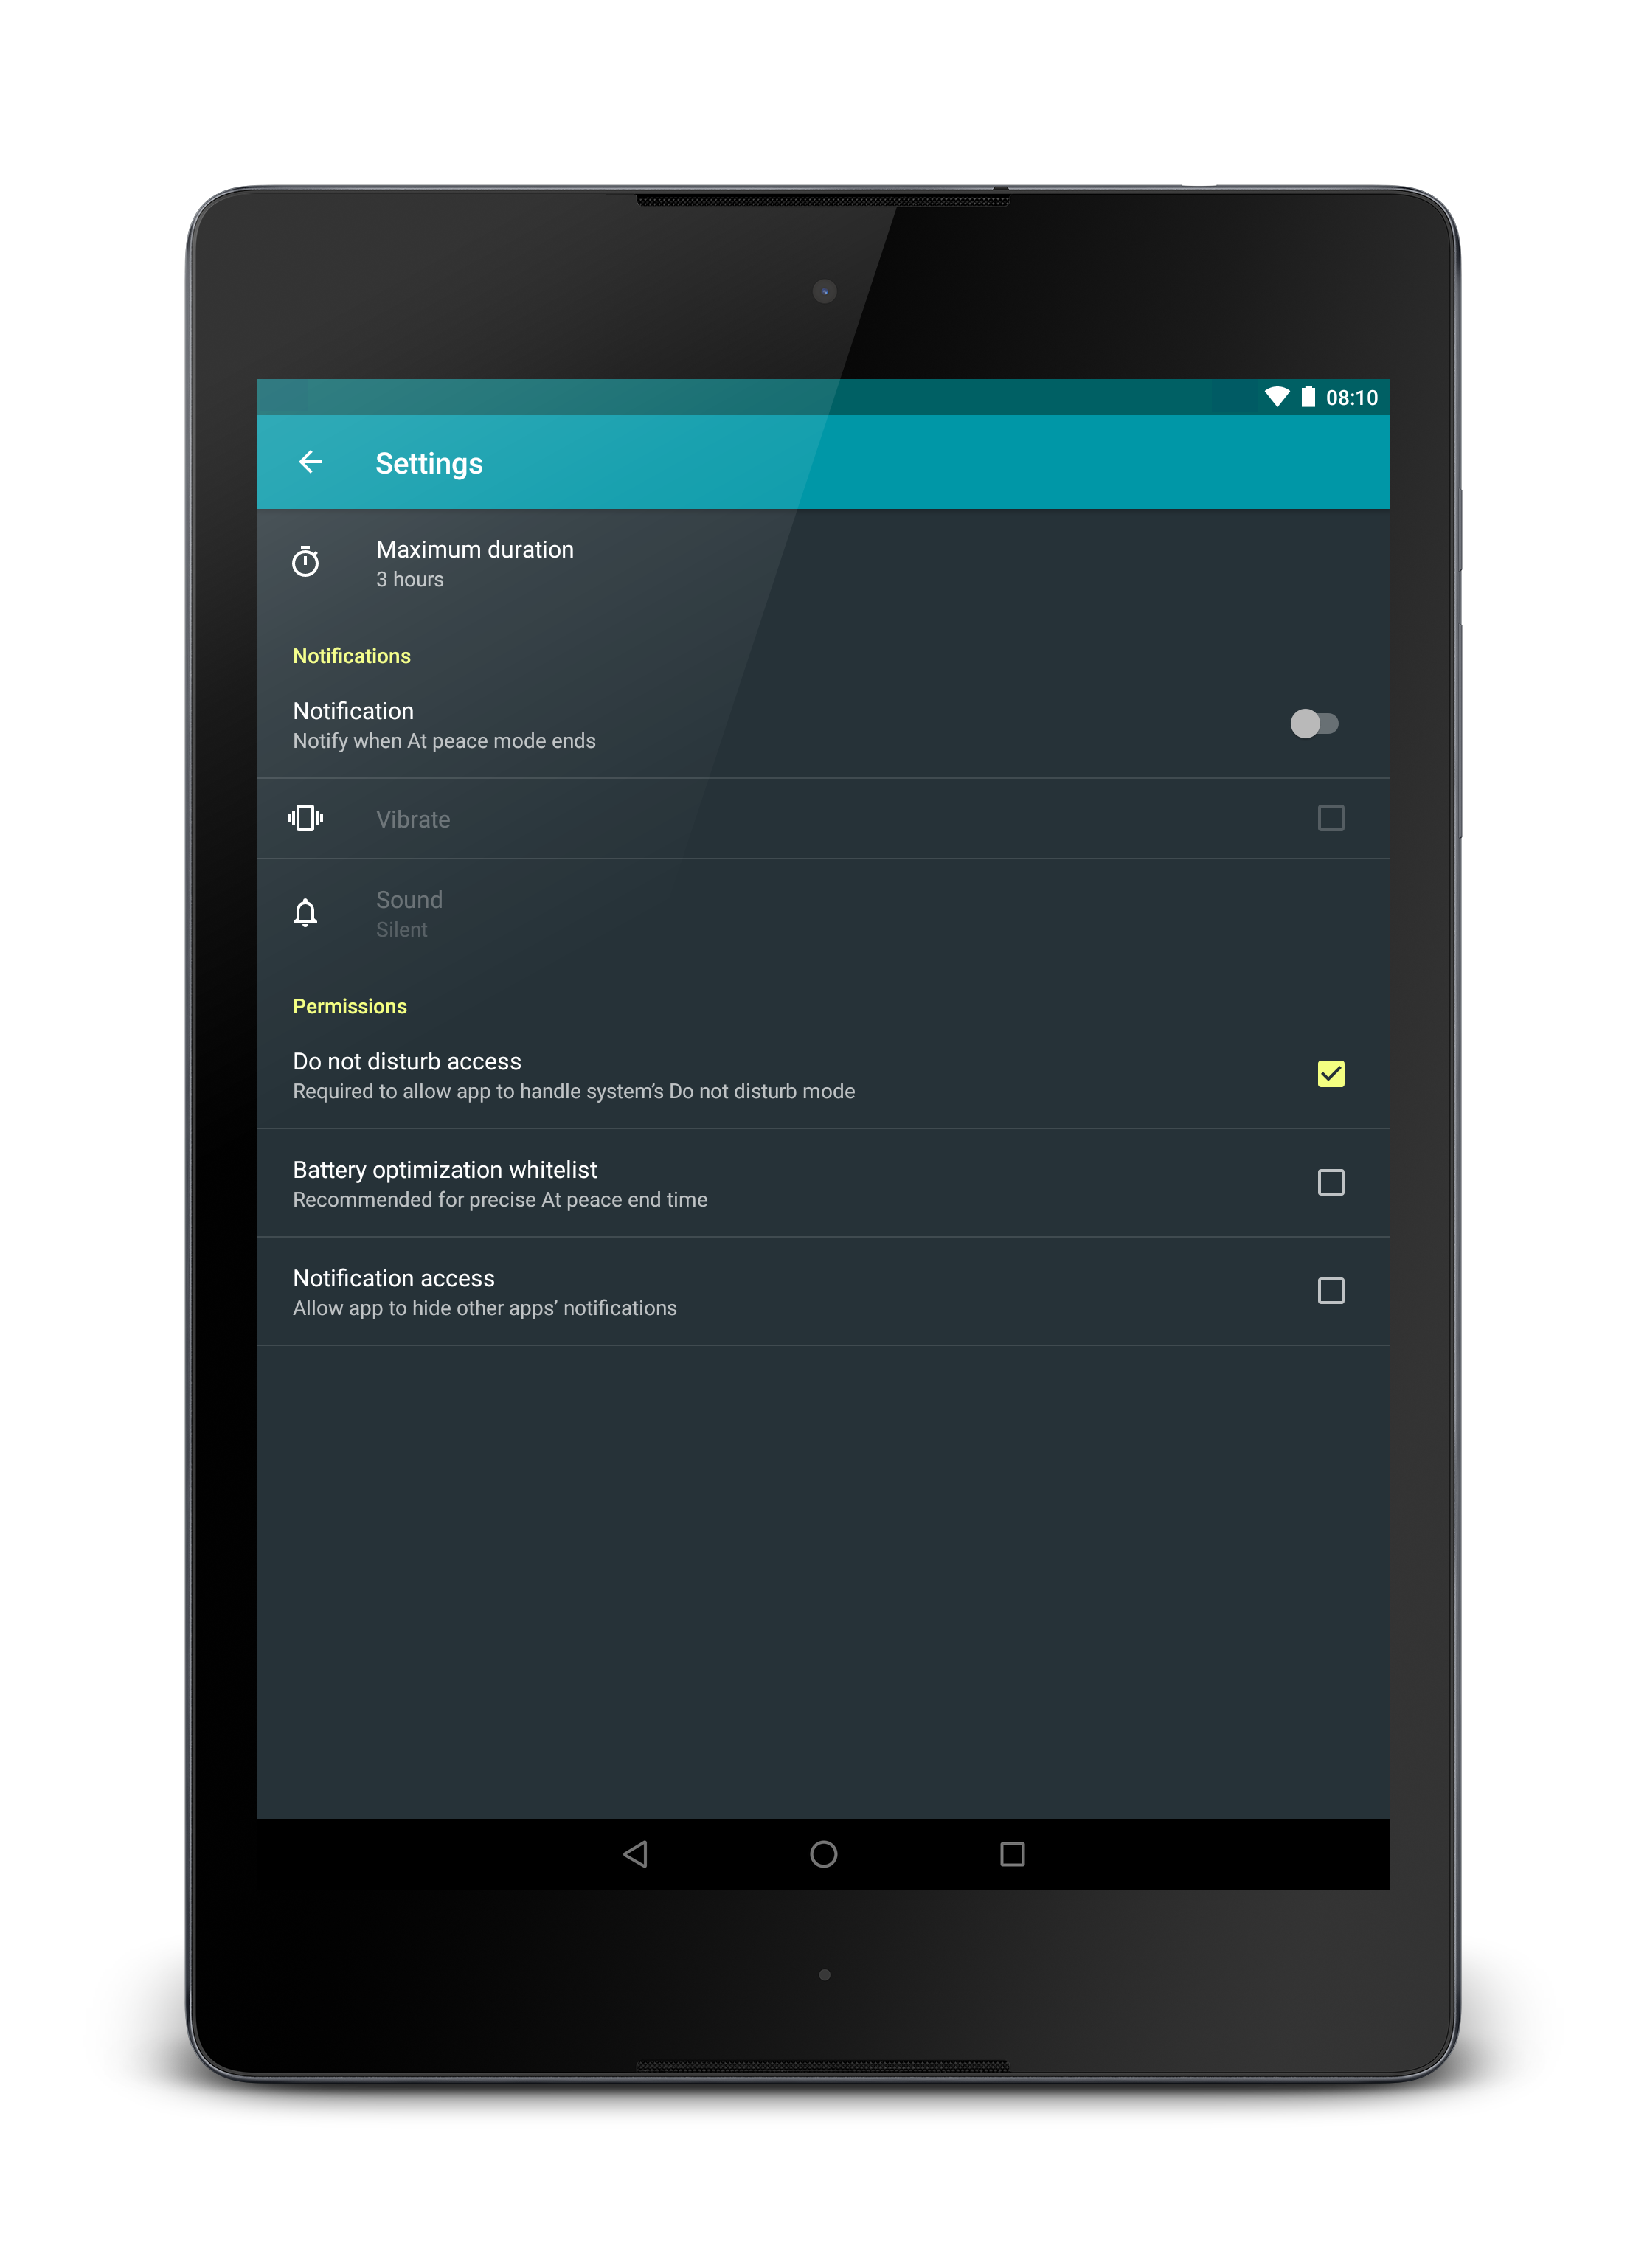 08:10
Settings
Maximum duration
3 hours
Notifications
Notification
Notify when At peace mode ends
Vibrate
Sound
Silent
Permissions
Do not disturb access
Required to allow app to handle system’s Do not disturb mode
Battery optimization whitelist
Recommended for precise At peace end time
Notification access
Allow app to hide other apps’ notifications